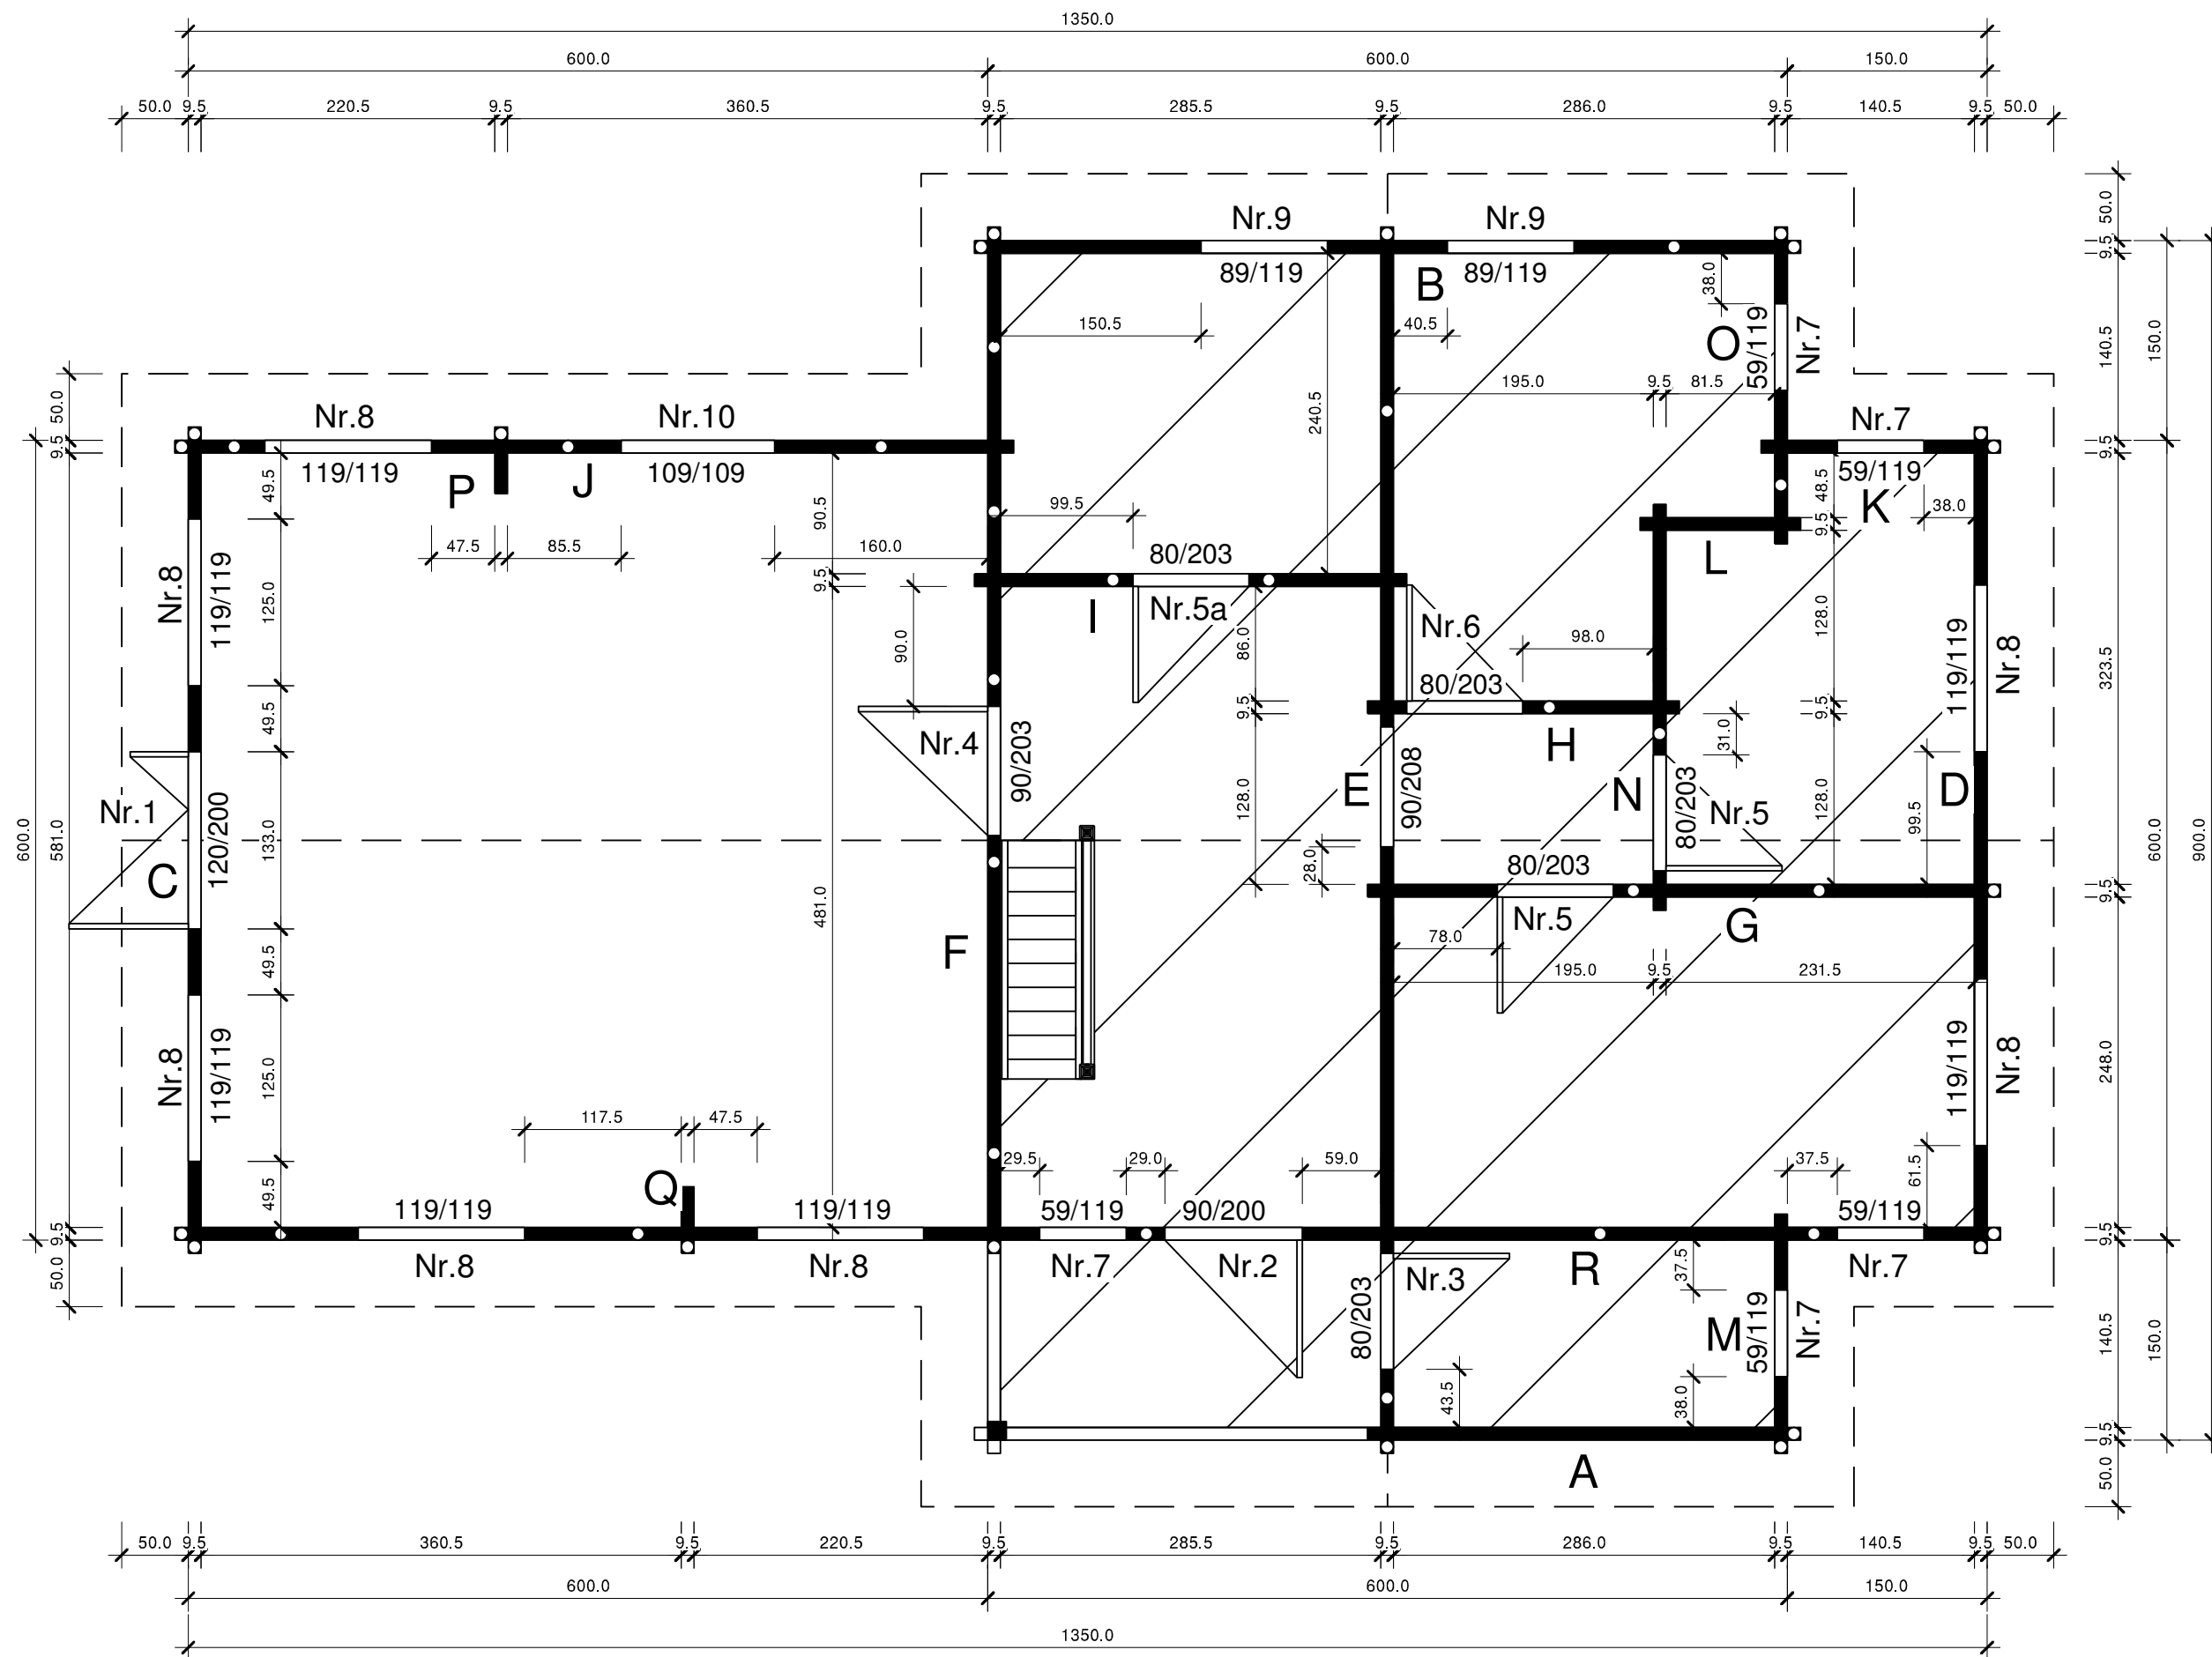 1350.0
600.0 600.0 150.0
50.0 9.5 220.5 9.5 360.5 9.5 285.5 9.5 286.0 9.5 140.5 9.5 50.0
Nr.9 Nr.9
50.0
9.5
89/119 B 89/119
38.0
150.5 40.5
O 59/119 Nr.7
140.5 150.0
195.0 9.5 81.5
50.0
Nr.8 Nr.10 240.5 Nr.7
9.5 9.5
119/119 P J 109/109 59/119
49.5 90.5 99.5 48.5 K 38.0
9.5
47.5 85.5 160.0 80/203 L
9.5
Nr.8 119/119 125.0 I Nr.5a Nr.6
90.0 86.0 98.0 128.0 119/119 Nr.8 323.5
80/203
49.5 9.5 9.5
Nr.4 90/203 H 31.0
Nr.1 120/200 133.0 E 90/208 N 80/203 Nr.5 D
128.0 128.0 99.5
600.0 581.0 600.0 900.0
C 28.0 80/203
9.5
481.0 Nr.5 G
F 78.0
49.5 195.0 9.5 231.5
Nr.8 119/119 125.0 119/119 Nr.8 248.0
117.5 47.5
29.5 29.0 59.0 37.5 61.5
Q
49.5
119/119 119/119 59/119 90/200 59/119
9.5 9.5
Nr.8 Nr.8 Nr.7 Nr.2 Nr.3 R Nr.7
50.0 37.5
80/203 M 59/119 Nr.7
140.5 150.0
43.5 38.0
9.5
A
50.0
50.0 9.5 360.5 9.5 220.5 9.5 285.5 9.5 286.0 9.5 140.5 9.5 50.0
600.0 600.0 150.0
1350.0